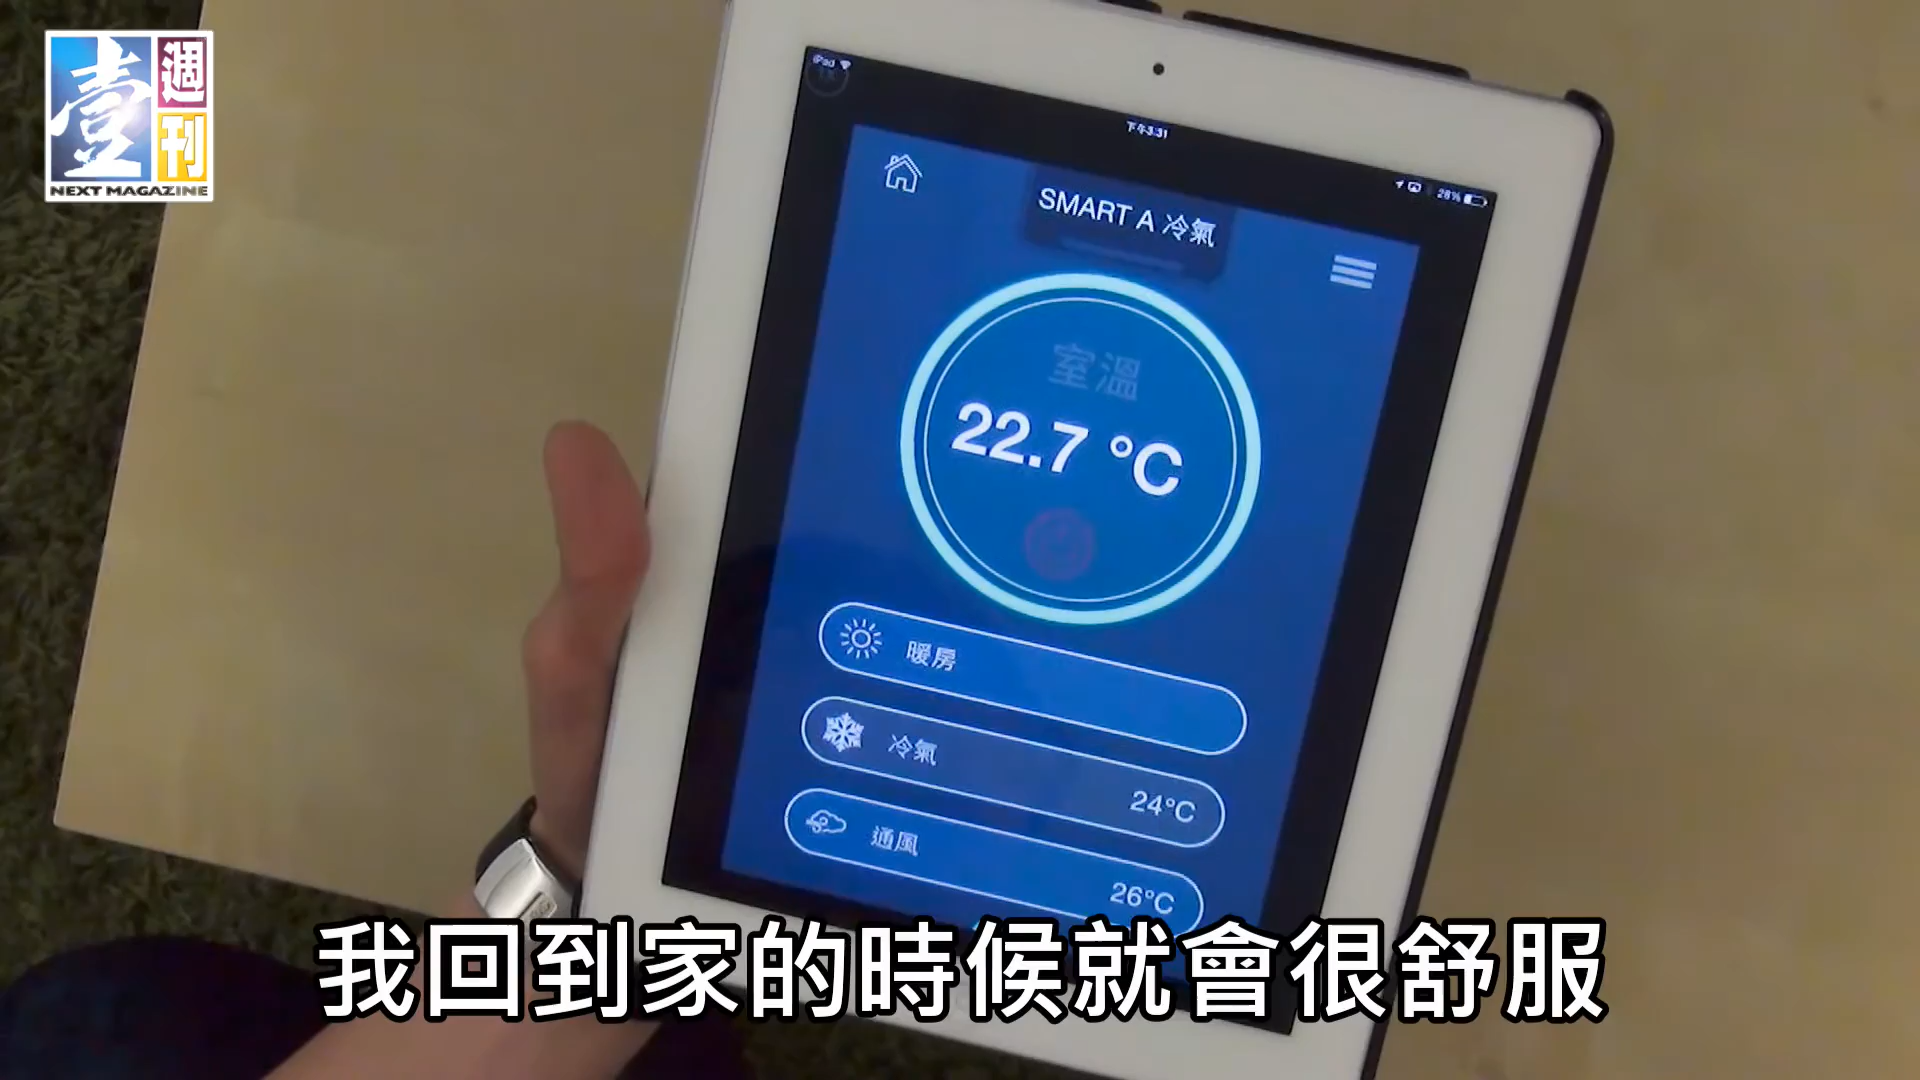 壹週刊
NEXT MAGAZINE
iPad
1X
下午3:31
28%
SMART A 冷氣
室溫
22.7 °C
暖房
冷氣
24°C
通風
26°C
我回到家的時候就會很舒服